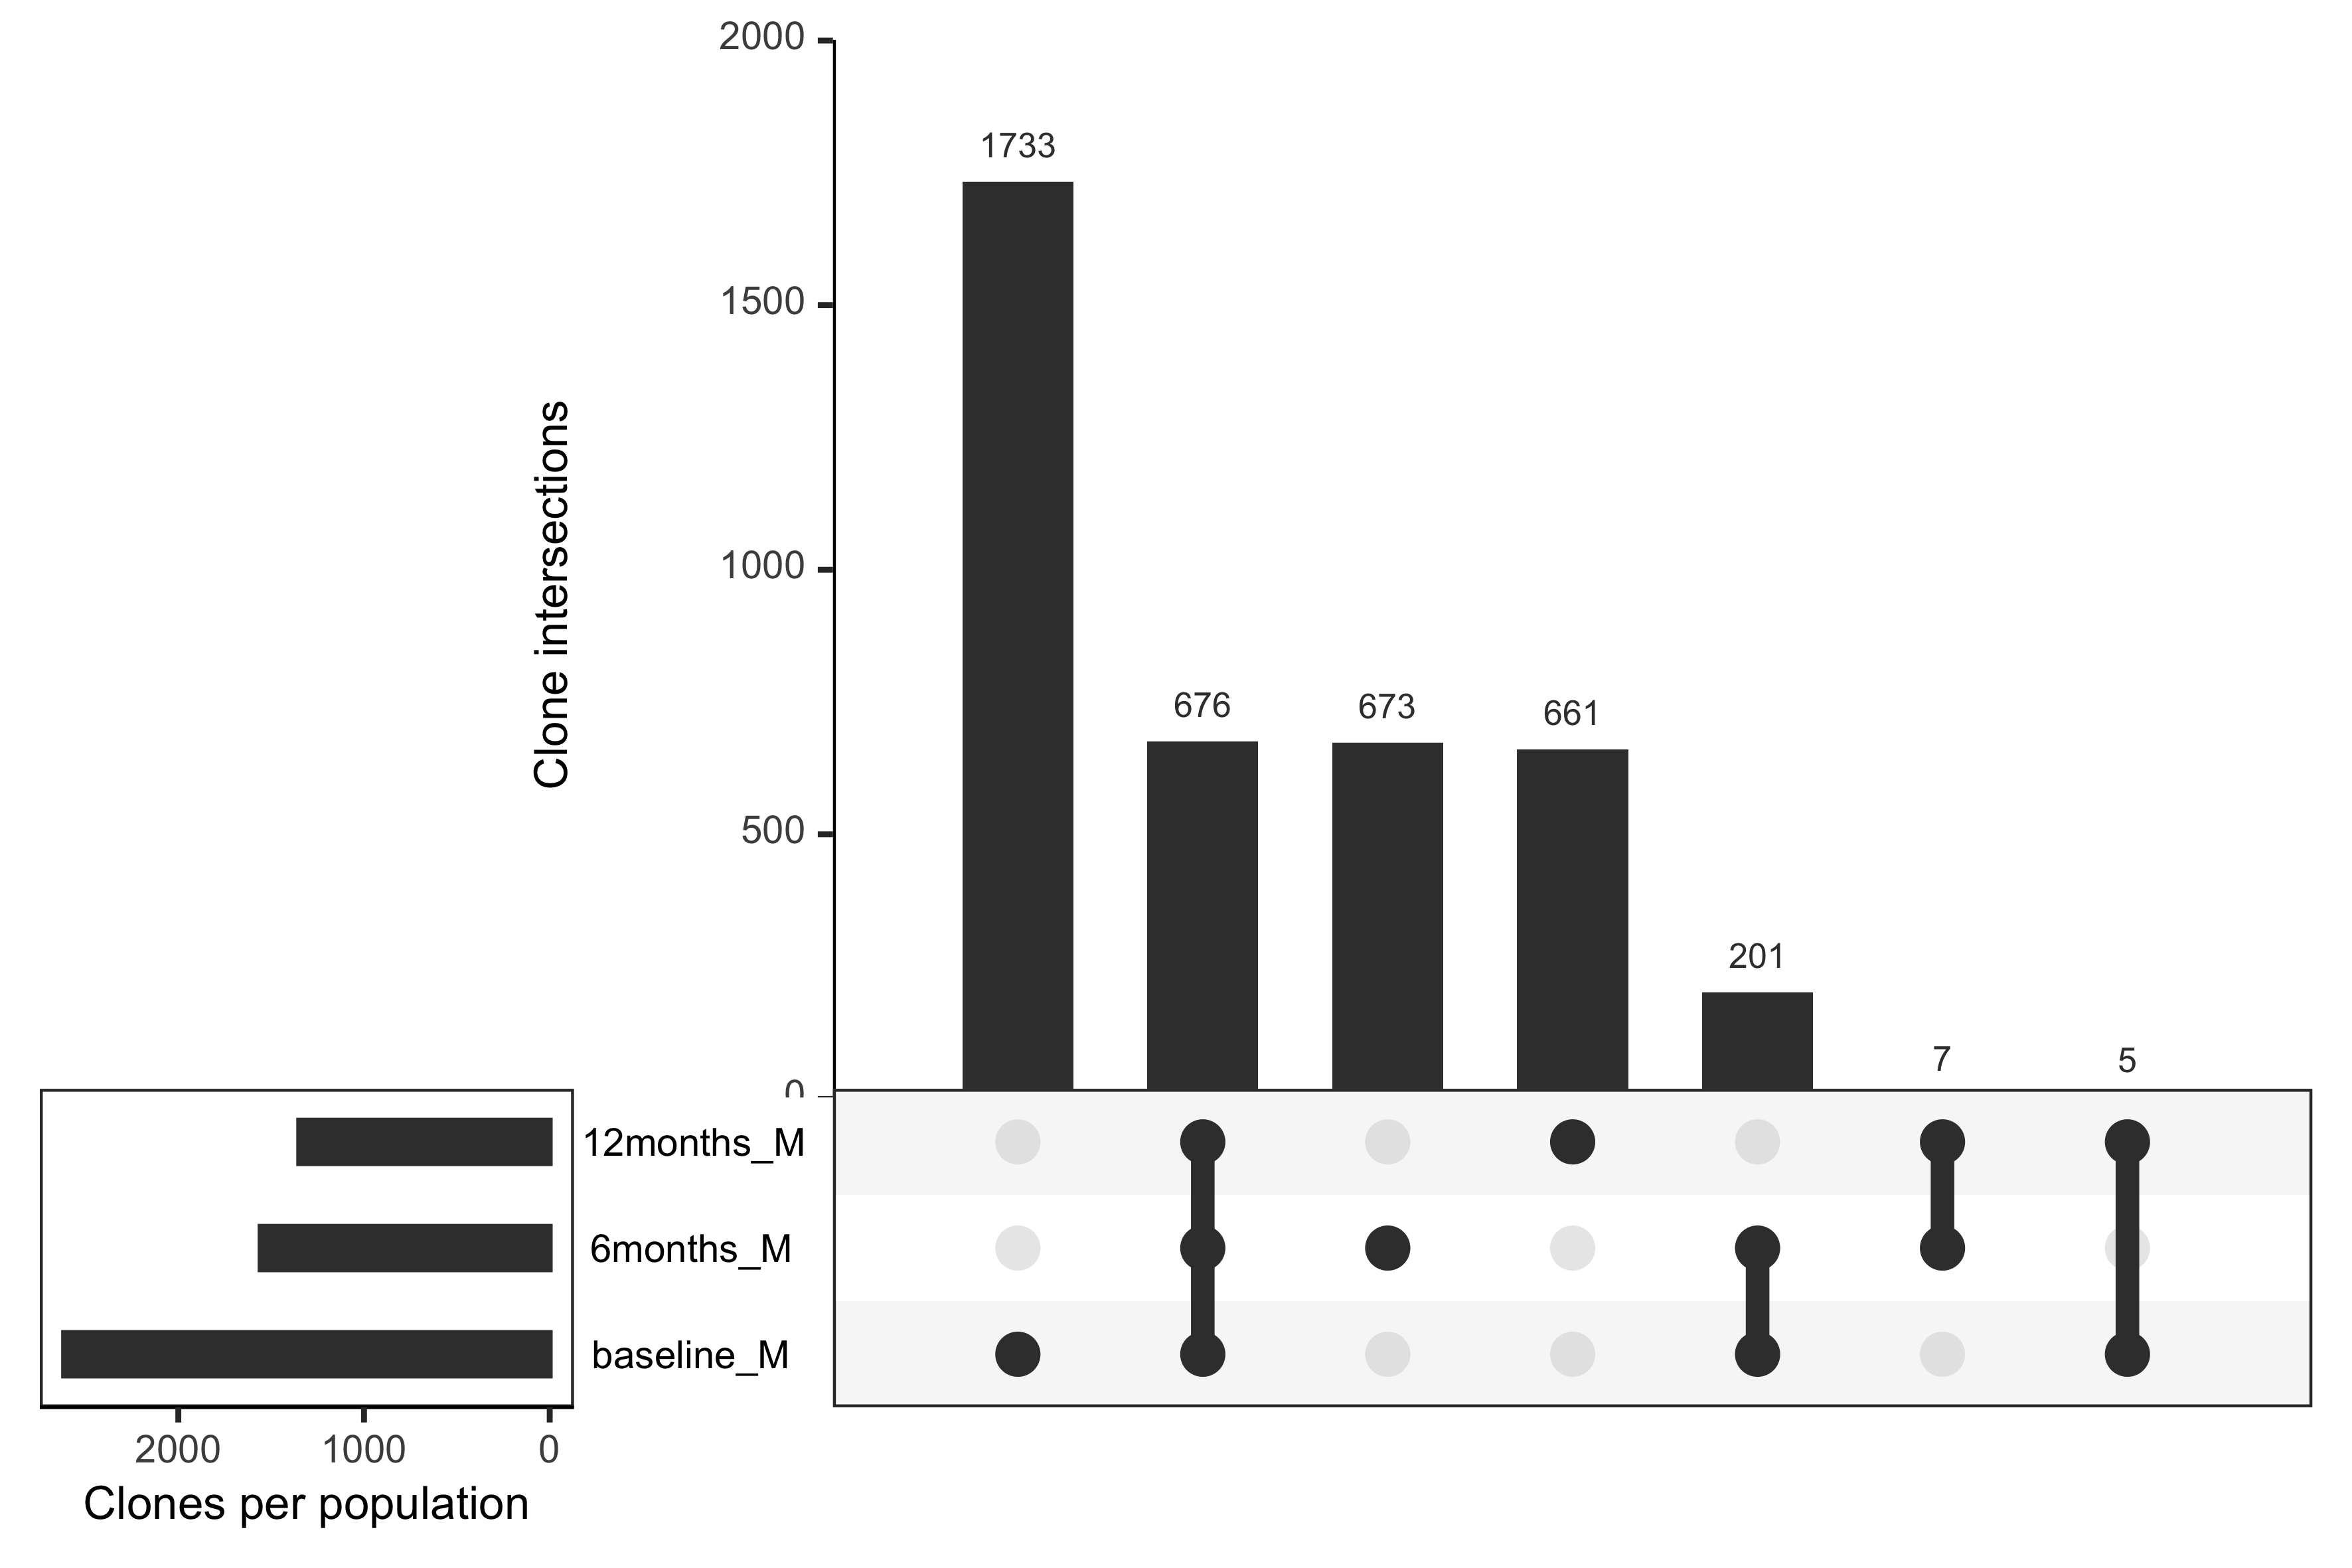 2000
1733
1500
Clone intersections
1000
676
673
661
500
201
7
5
0
12months_M
6months_M
baseline_M
2000 1000 0
Clones per population